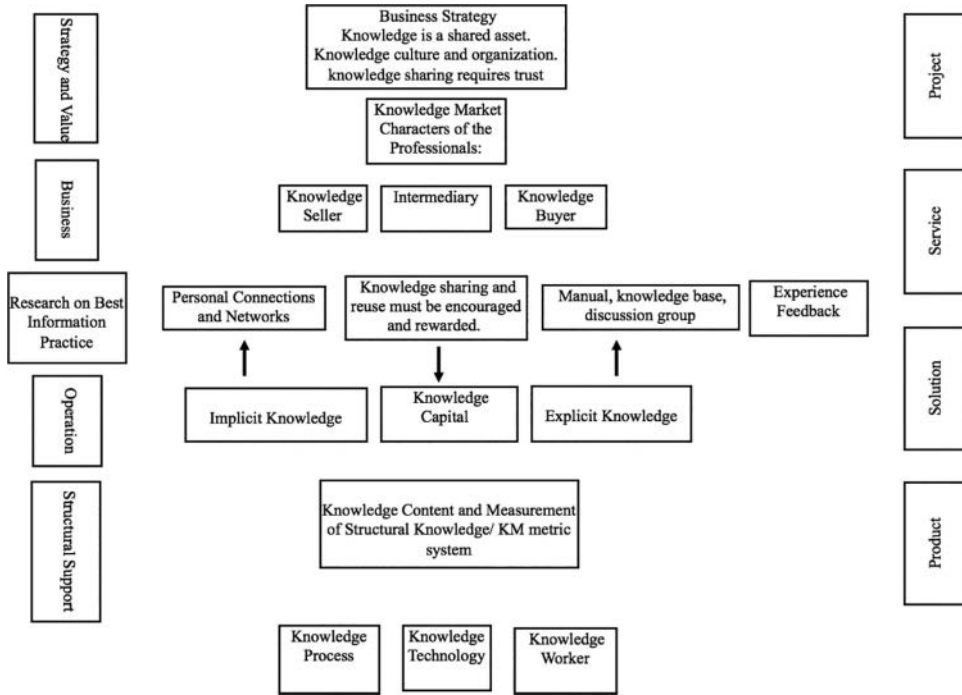 Strategy and Value
Business Strategy
Knowledge is a shared asset.
Knowledge culture and organization.
knowledge sharing requires trust
Project
Knowledge Market
Characters of the
Professionals:
Business
Knowledge
Seller
Intermediary
Knowledge
Buyer
Service
Research on Best
Information
Practice
Personal Connections
and Networks
Knowledge sharing and
reuse must be encouraged
and rewarded.
Manual, knowledge base,
discussion group
Experience
Feedback
Operation
Implicit Knowledge
Knowledge
Capital
Explicit Knowledge
Solution
Structural Support
Knowledge Content and Measurement
of Structural Knowledge/ KM metric
system
Product
Knowledge
Process
Knowledge
Technology
Knowledge
Worker